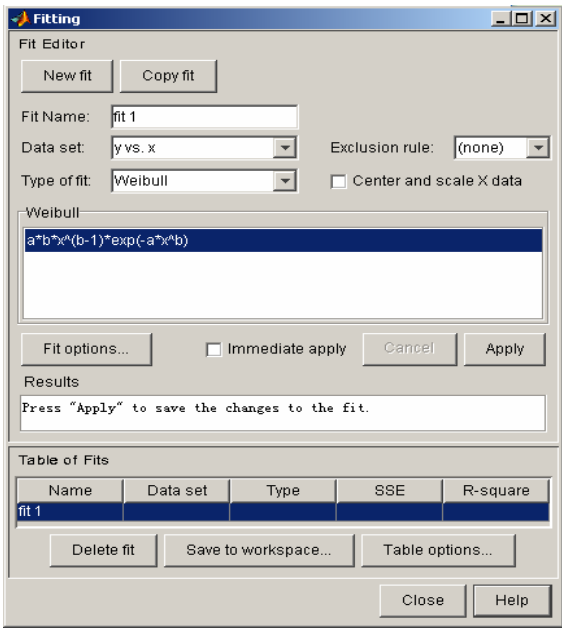 Fitting
Fit Editor
New fit Copy fit
Fit Name: fit 1
Data set: y vs. x Exclusion rule: (none)
Type of fit: Weibull Center and scale X data
Weibull
a*b*x^(b-1)*exp(-a*x^b)
Fit options... Immediate apply Cancel Apply
Results
Press "Apply" to save the changes to the fit.
Table of Fits
Name Data set Type SSE R-square
fit 1
Delete fit Save to workspace... Table options...
Close Help